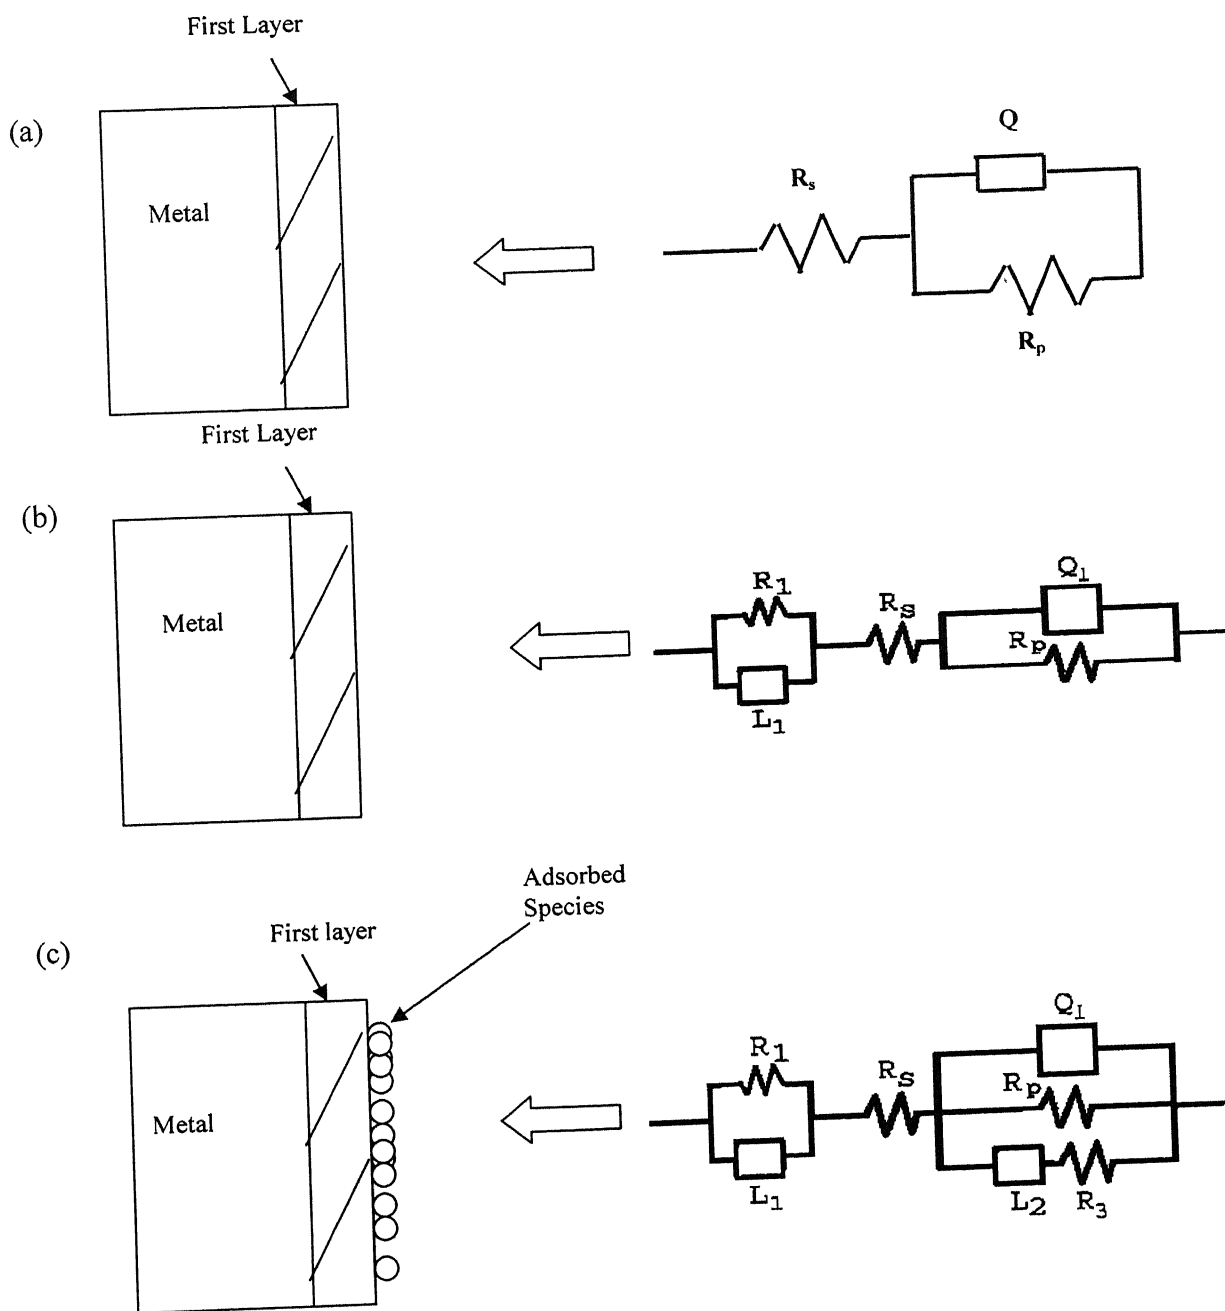 First Layer
(a)
Metal
Q
Rₛ
Rₚ
First Layer
(b)
Metal
R₁
L₁
Rₛ
Q₁
Rₚ
Adsorbed
Species
First layer
(c)
Metal
R₁
L₁
Rₛ
Q₁
Rₚ
L₂
R₃